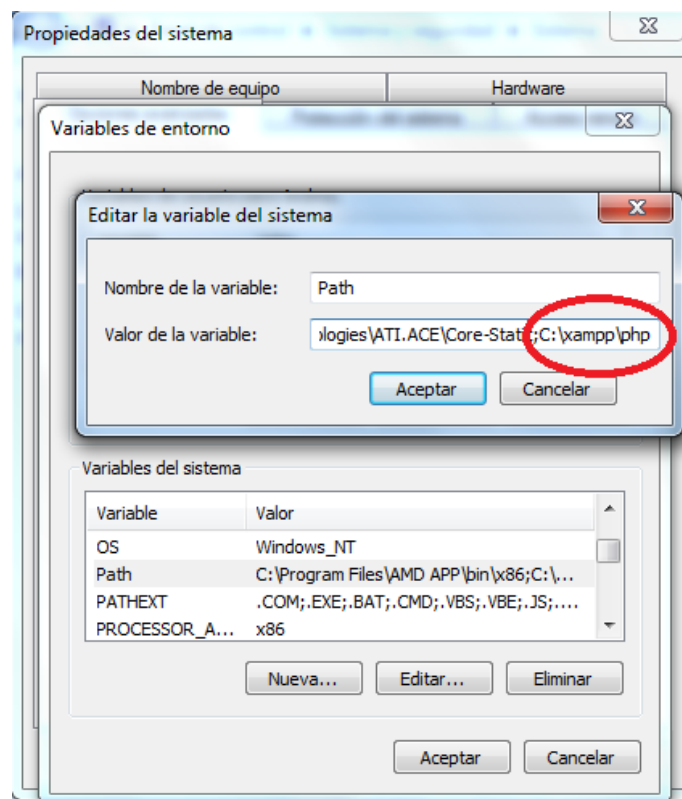 Propiedades del sistema
Nombre de equipo Hardware
Variables de entorno
Editar la variable del sistema
Nombre de la variable: Path
Valor de la variable: ologies\ATI.ACE\Core-Static;C:\xampp\php
Aceptar Cancelar
Variables del sistema
Variable Valor
OS Windows_NT
Path C:\Program Files\AMD APP\bin\x86;C:\...
PATHEXT .COM;.EXE;.BAT;.CMD;.VBS;.VBE;.JS;....
PROCESSOR_A... x86
Nueva... Editar... Eliminar
Aceptar Cancelar